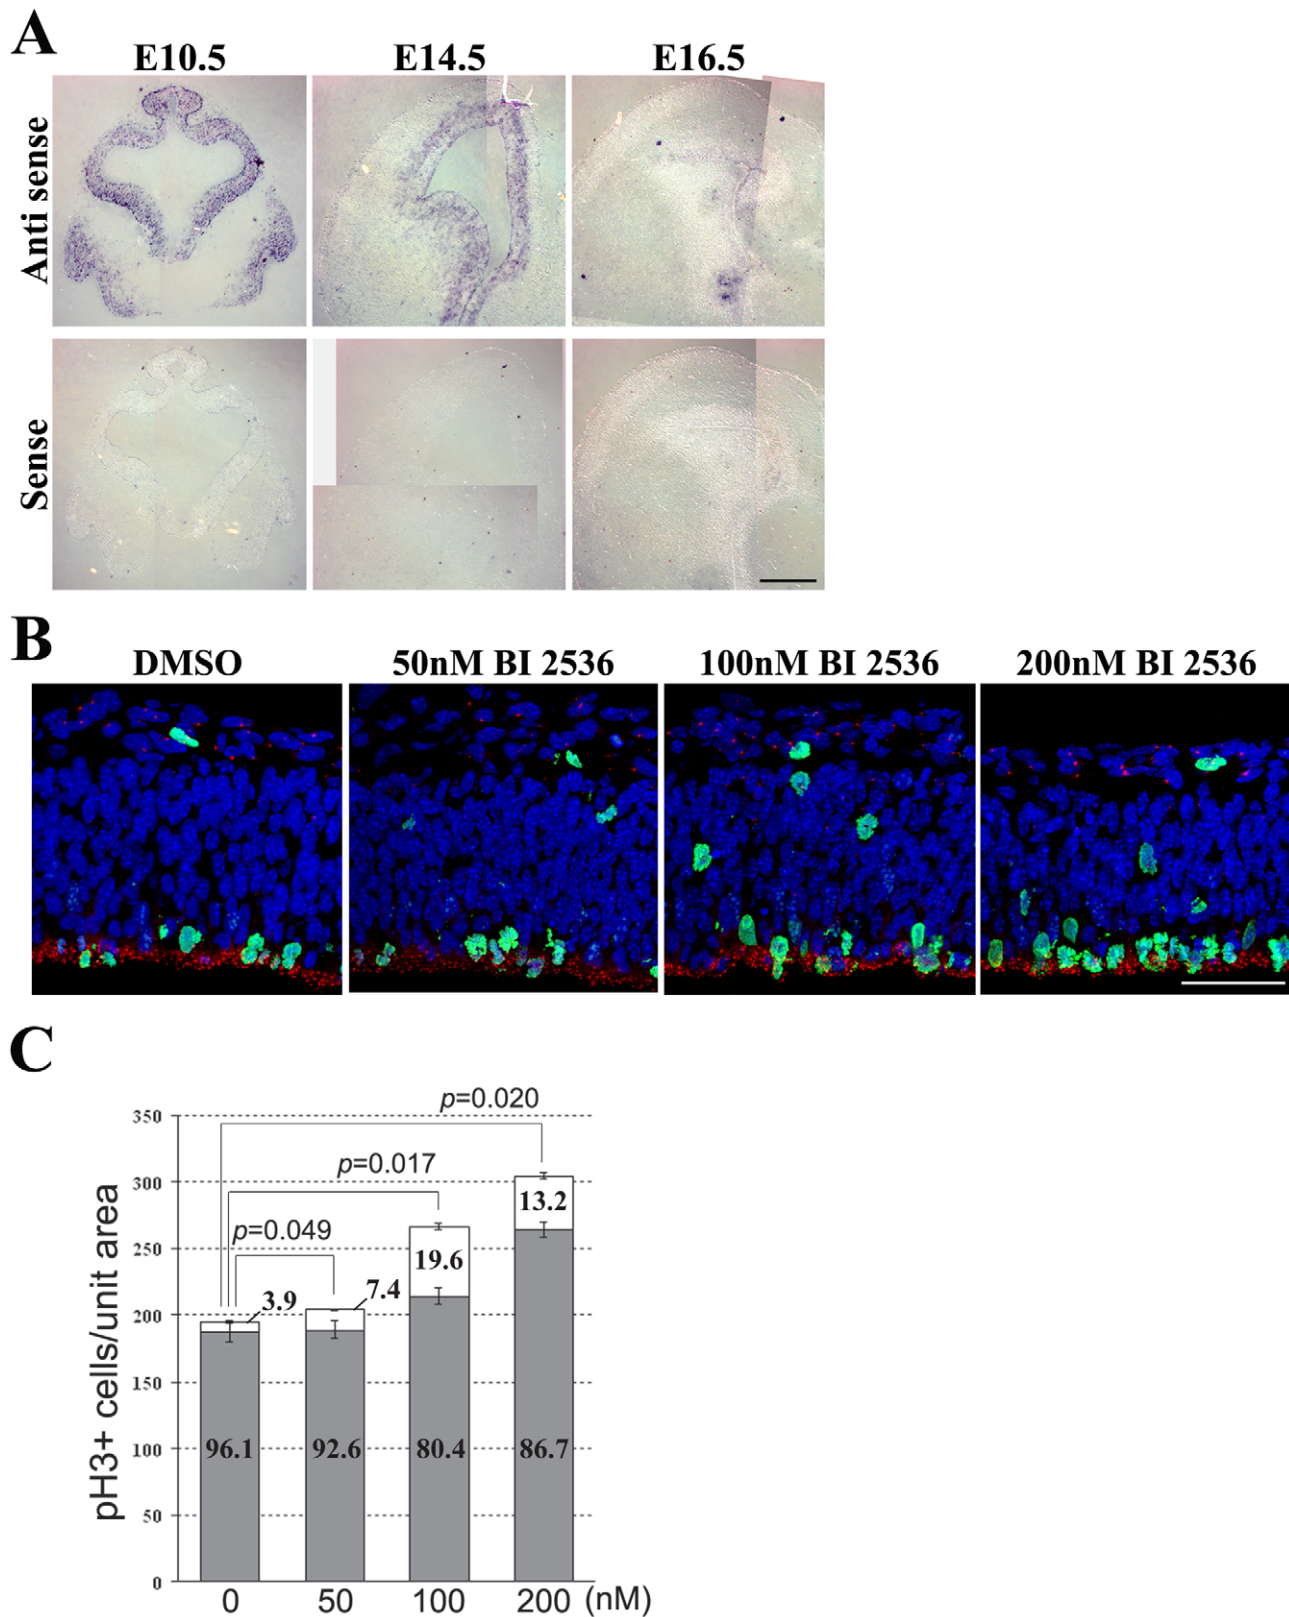 A
E10.5 E14.5 E16.5
Anti sense
Sense
B
DMSO 50nM BI 2536 100nM BI 2536 200nM BI 2536
C
pH3+ cells/unit area
p=0.020
350
p=0.017
300
13.2
p=0.049
250
19.6
3.9 7.4
200
150
96.1 92.6 80.4 86.7
100
50
0
0 50 100 200 (nM)